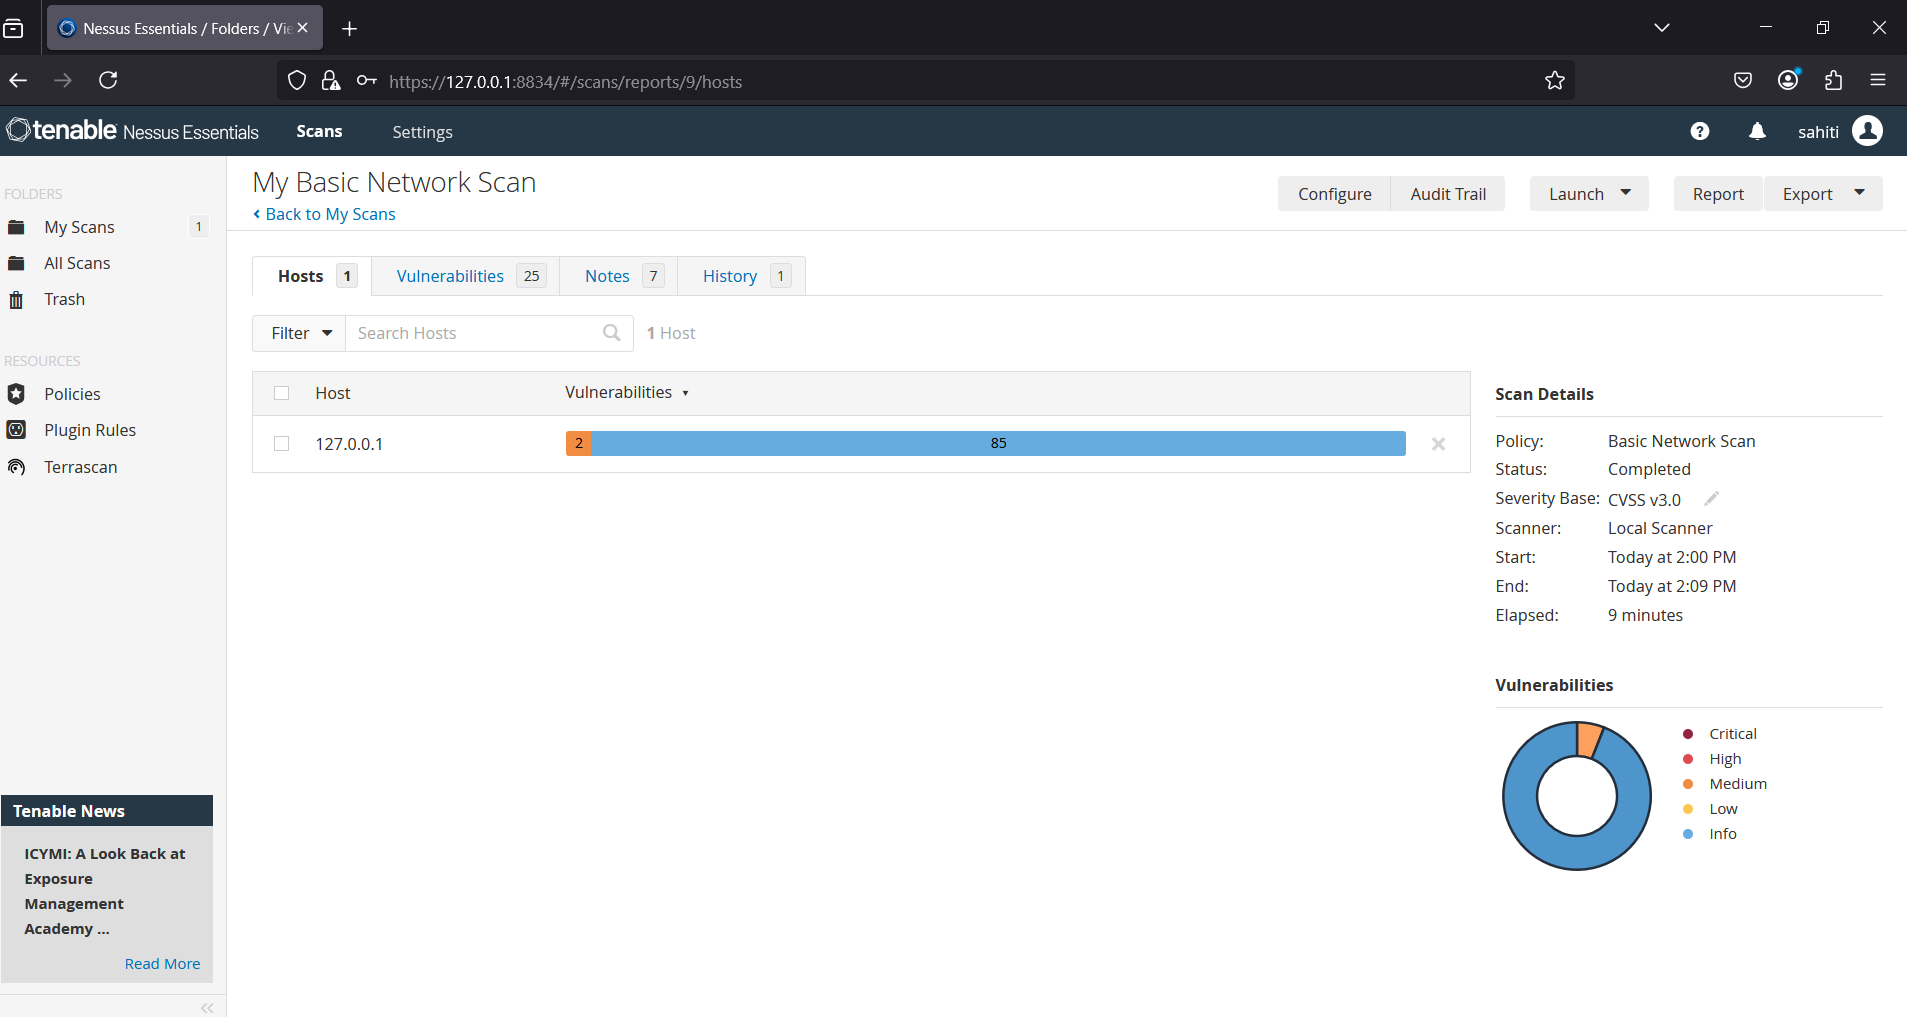 Nessus Essentials / Folders / Vie
https://127.0.0.1:8834/#/scans/reports/9/hosts
tenable Nessus Essentials
Scans
Settings
?
sahiti
FOLDERS
My Scans 1
All Scans
Trash
RESOURCES
Policies
Plugin Rules
Terrascan
Tenable News
ICYMI: A Look Back at
Exposure
Management
Academy ...
Read More
My Basic Network Scan
Back to My Scans
Configure
Audit Trail
Launch
Report
Export
Hosts 1
Vulnerabilities 25
Notes 7
History 1
Filter
Search Hosts
1 Host
Host Vulnerabilities
127.0.0.1 2 85
Scan Details
Policy: Basic Network Scan
Status: Completed
Severity Base: CVSS v3.0
Scanner: Local Scanner
Start: Today at 2:00 PM
End: Today at 2:09 PM
Elapsed: 9 minutes
Vulnerabilities
Critical
High
Medium
Low
Info